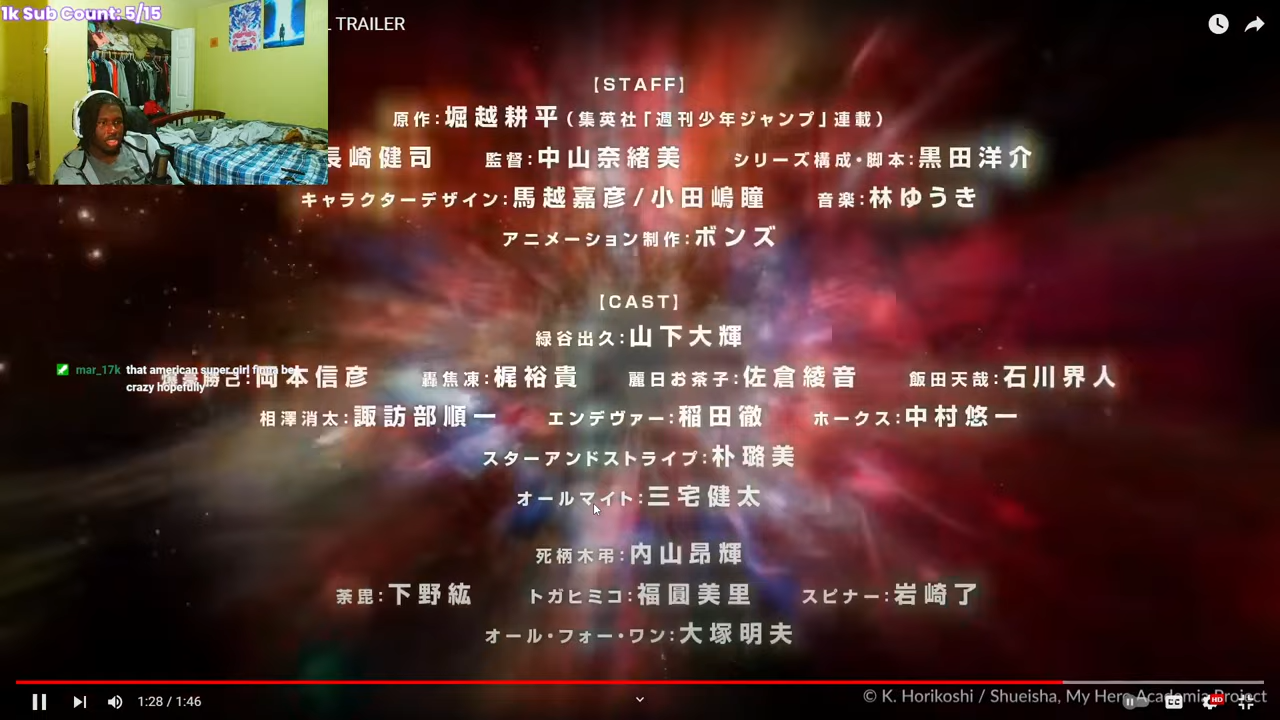 1k Sub Count: 5/15
TRAILER
【STAFF】
原作:堀越耕平(集英社「週刊少年ジャンプ」連載)
長崎健司 監督:中山奈緒美 シリーズ構成・脚本:黒田洋介
キャラクターデザイン:馬越嘉彦/小田嶋瞳 音楽:林ゆうき
アニメーション制作:ボンズ
【CAST】
緑谷出久:山下大輝
mar_17k that american super girl finna be
crazy hopefully
爆豪勝己:岡本信彦 轟焦凍:梶裕貴 麗日お茶子:佐倉綾音 飯田天哉:石川界人
相澤消太:諏訪部順一 エンデヴァー:稲田徹 ホークス:中村悠一
スターアンドストライプ:朴璐美
オールマイト:三宅健太
死柄木弔:内山昂輝
荼毘:下野紘 トガヒミコ:福圓美里 スピナー:岩崎了
オール・フォー・ワン:大塚明夫
1:28 / 1:46
© K. Horikoshi / Shueisha, My Hero Academia Project
CC
HD